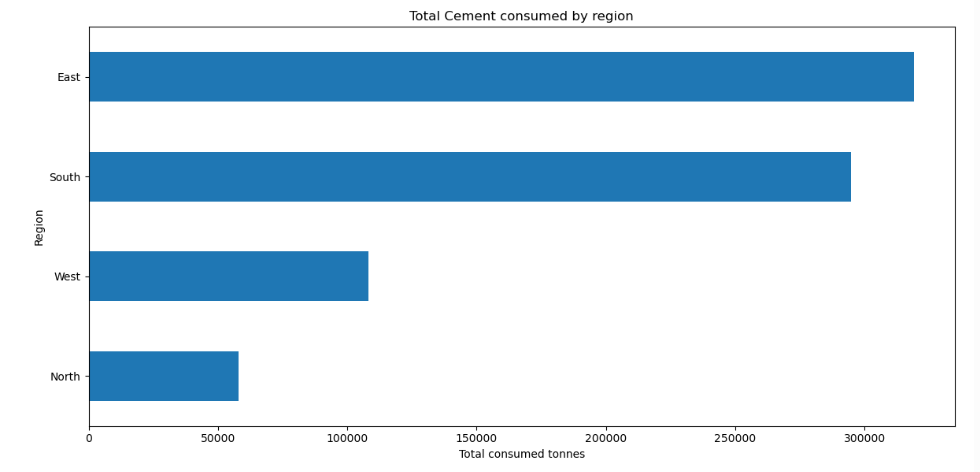 Total Cement consumed by region
East
South
West
North
Region
0 50000 100000 150000 200000 250000 300000
Total consumed tonnes